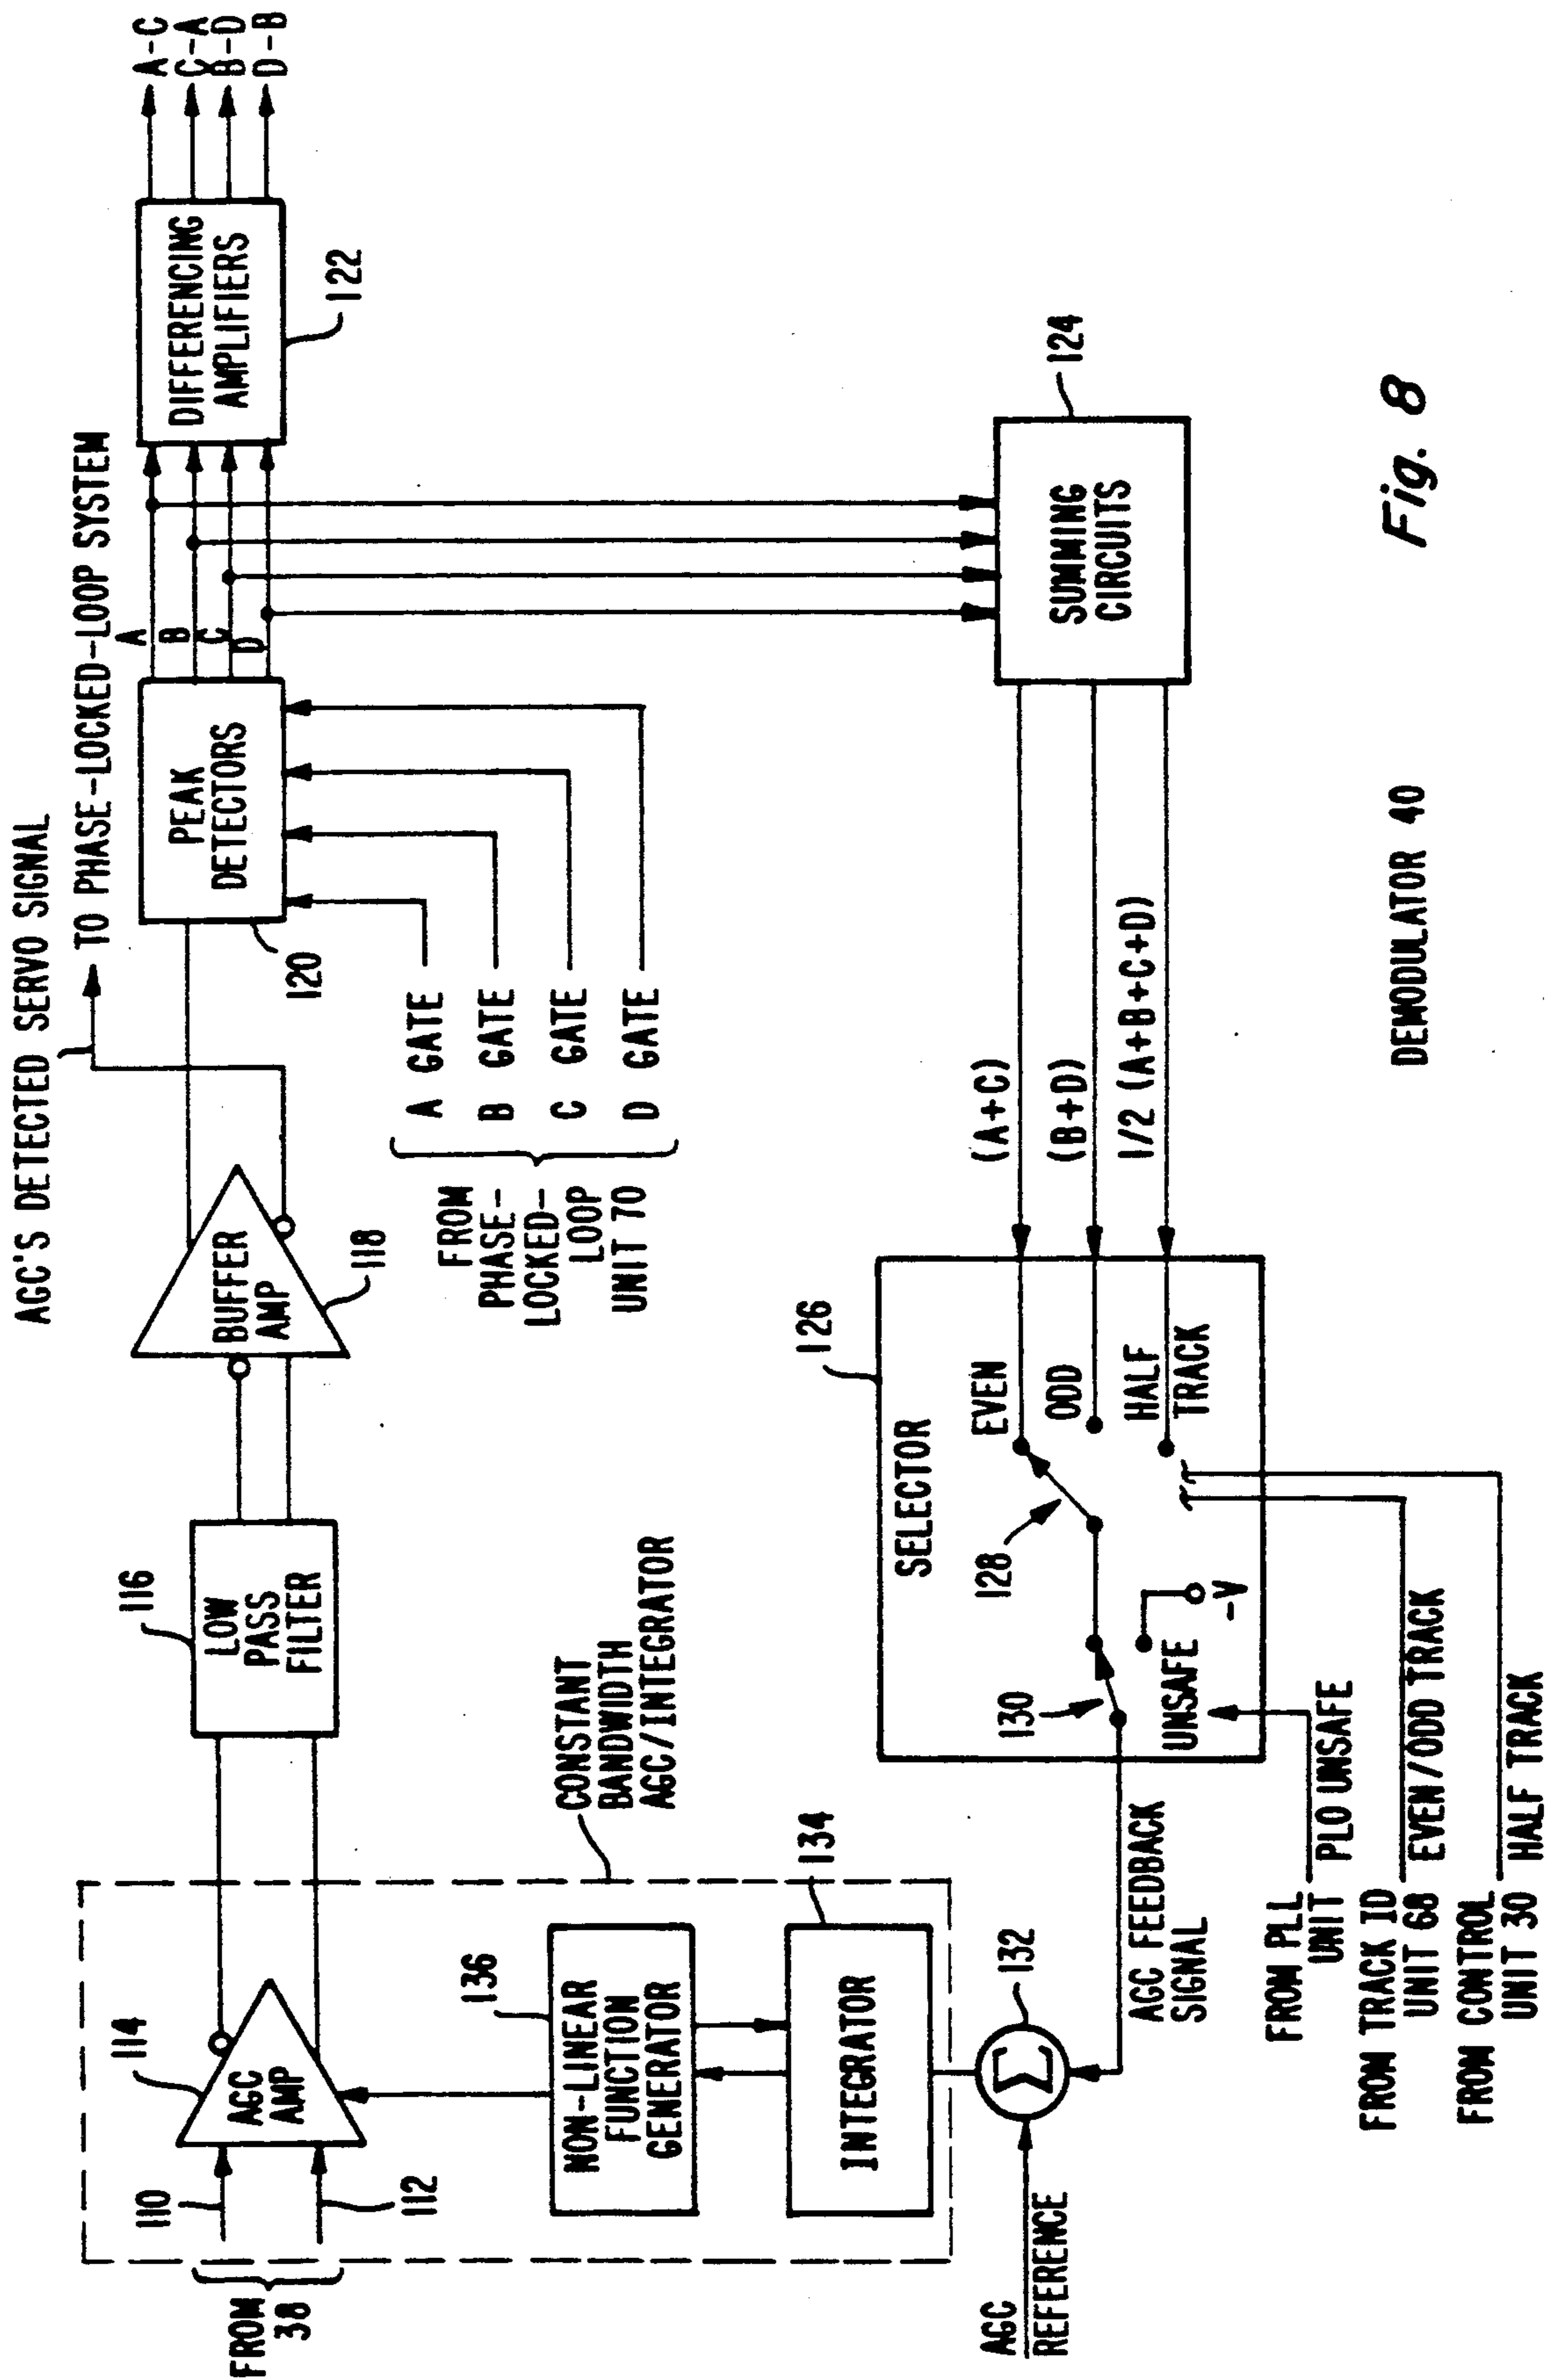 AGC'S DETECTED SERVO SIGNAL
TO PHASE-LOCKED-LOOP SYSTEM
FROM
38
110
112
114
AGC
AMP
116
LOW
PASS
FILTER
BUFFER
AMP
118
120
PEAK
DETECTORS
A
B
C
D
DIFFERENCING
AMPLIFIERS
122
A-C
C-A
B-D
D-B
FROM
PHASE-
LOCKED-
LOOP
UNIT 70
A GATE
B GATE
C GATE
D GATE
136
NON-LINEAR
FUNCTION
GENERATOR
134
INTEGRATOR
CONSTANT
BANDWIDTH
AGC/INTEGRATOR
AGC
REFERENCE
132
Σ
AGC FEEDBACK
SIGNAL
126
SELECTOR
130
128
EVEN
ODD
HALF
TRACK
UNSAFE
-V
(A+C)
(B+D)
1/2 (A+B+C+D)
124
SUMMING
CIRCUITS
FROM PLL
UNIT
PLO UNSAFE
FROM TRACK ID
UNIT 68
EVEN/ODD TRACK
FROM CONTROL
UNIT 30
HALF TRACK
DEMODULATOR 40
Fig. 8